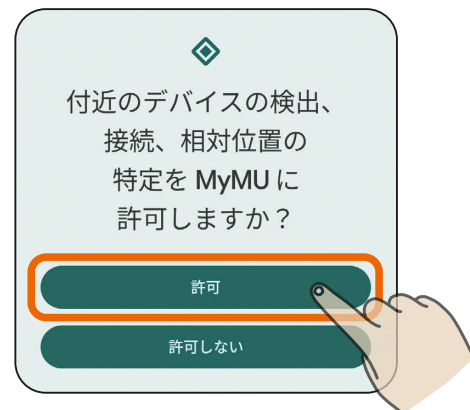 付近のデバイスの検出、
接続、相対位置の
特定を MyMU に
許可しますか？
許可
許可しない